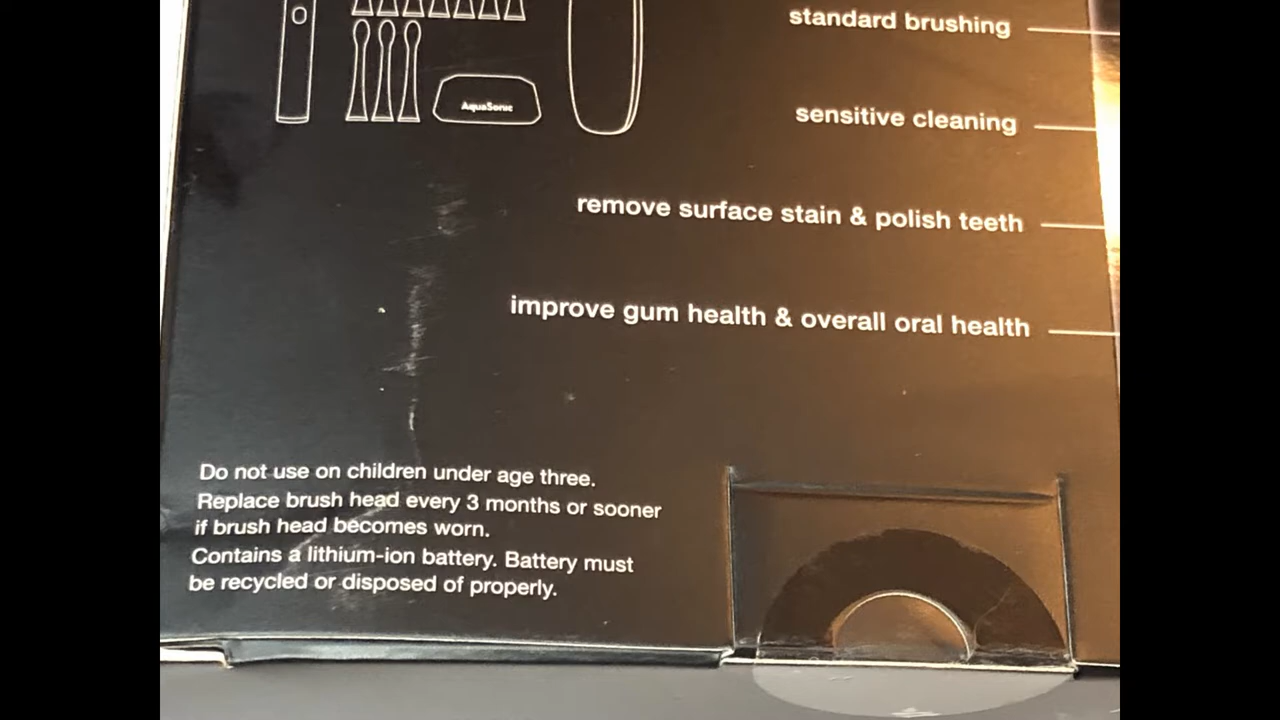 AquaSonic
standard brushing
sensitive cleaning
remove surface stain & polish teeth
improve gum health & overall oral health
Do not use on children under age three.
Replace brush head every 3 months or sooner
if brush head becomes worn.
Contains a lithium-ion battery. Battery must
be recycled or disposed of properly.